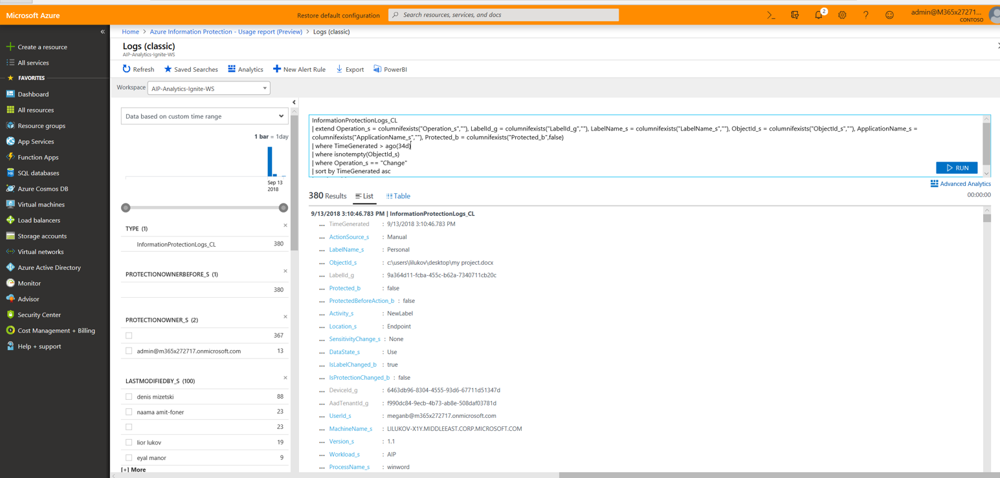 Microsoft Azure
Restore default configuration
Search resources, services, and docs
2
admin@M365x27271...
CONTOSO
Create a resource
All services
FAVORITES
Dashboard
All resources
Resource groups
App Services
Function Apps
SQL databases
Azure Cosmos DB
Virtual machines
Load balancers
Storage accounts
Virtual networks
Azure Active Directory
Monitor
Advisor
Security Center
Cost Management + Billing
Help + support
Home > Azure Information Protection - Usage report (Preview) > Logs (classic)
Logs (classic)
AIP-Analytics-Ignite-WS
Refresh Saved Searches Analytics New Alert Rule Export PowerBI
Workspace AIP-Analytics-Ignite-WS
Data based on custom time range
1 bar = 1day
Sep 13
2018
TYPE (1)
InformationProtectionLogs_CL 380
PROTECTIONOWNERBEFORE_S (1)
380
PROTECTIONOWNER_S (2)
367
admin@m365x272717.onmicrosoft.com 13
LASTMODIFIEDBY_S (100)
denis mizetski 88
naama amit-foner 23
23
lior lukov 19
eyal manor 9
[+] More
InformationProtectionLogs_CL
| extend Operation_s = columnifexists("Operation_s",""), LabelId_g = columnifexists("LabelId_g",""), LabelName_s = columnifexists("LabelName_s",""), ObjectId_s = columnifexists("ObjectId_s",""), ApplicationName_s =
columnifexists("ApplicationName_s",""), Protected_b = columnifexists("Protected_b",false)
| where TimeGenerated > ago(34d)
| where isnotempty(ObjectId_s)
| where Operation_s == "Change"
| sort by TimeGenerated asc
RUN
Advanced Analytics
380 Results List Table
00:00:00
9/13/2018 3:10:46.783 PM | InformationProtectionLogs_CL
... TimeGenerated : 9/13/2018 3:10:46.783 PM
... ActionSource_s : Manual
... LabelName_s : Personal
... ObjectId_s : c:\users\lilukov\desktop\my project.docx
... LabelId_g : 9a364d11-fcba-455c-b62a-7340711cb20c
... Protected_b : false
... ProtectedBeforeAction_b : false
... Activity_s : NewLabel
... Location_s : Endpoint
... SensitivityChange_s : None
... DataState_s : Use
... IsLabelChanged_b : true
... IsProtectionChanged_b : false
... DeviceId_g : 6463db96-8304-4555-93d6-67711d51347d
... AadTenantId_g : f990dc84-9ecb-4b73-ab8e-508daf03781d
... UserId_s : meganb@m365x272717.onmicrosoft.com
... MachineName_s : LILUKOV-X1Y.MIDDLEEAST.CORP.MICROSOFT.COM
... Version_s : 1.1
... Workload_s : AIP
... ProcessName_s : winword